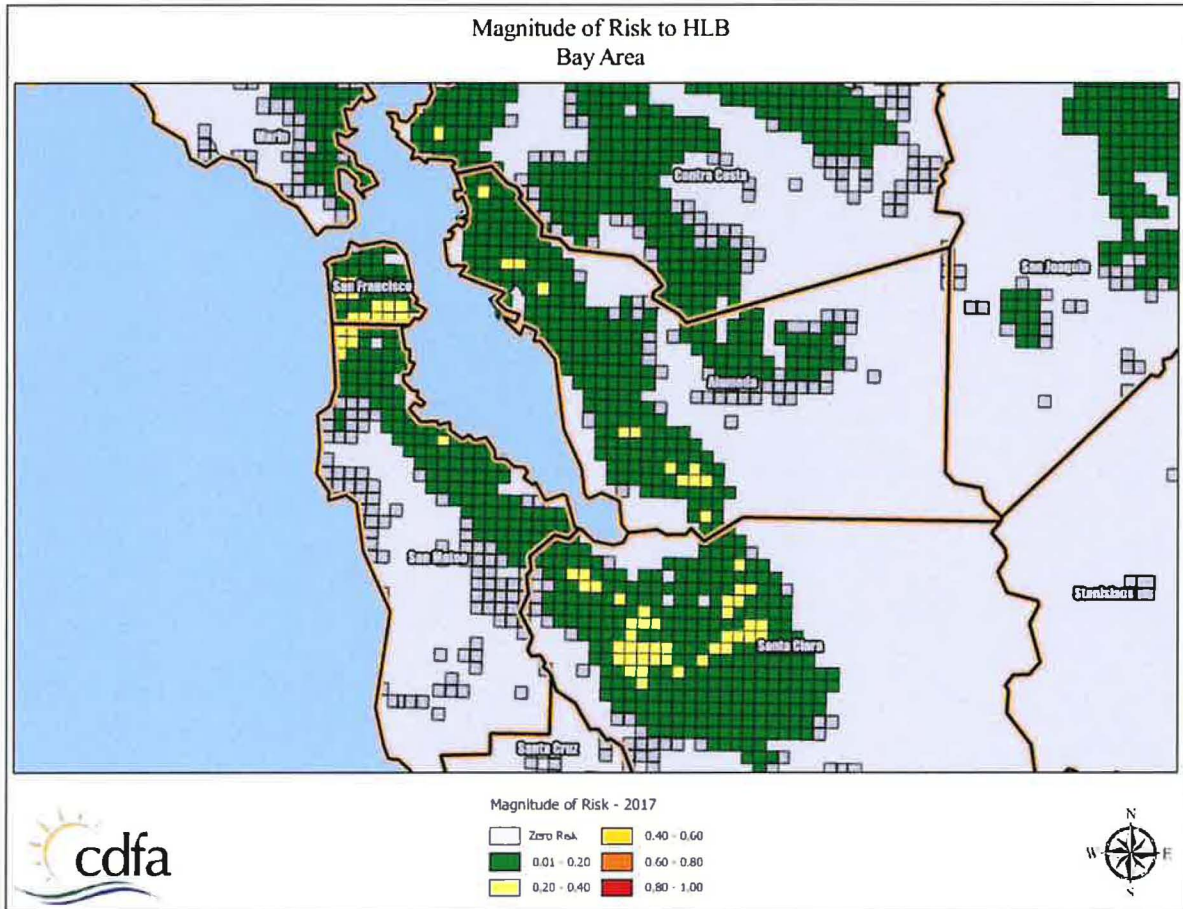 Magnitude of Risk to HLB
Bay Area
Marin
Contra Costa
San Francisco
San Joaquin
Alameda
San Mateo
Stanislaus
Santa Clara
Santa Cruz
cdfa
Magnitude of Risk - 2017
Zero Risk
0.01 - 0.20
0.20 - 0.40
0.40 - 0.60
0.60 - 0.80
0.80 - 1.00
N
W
E
S